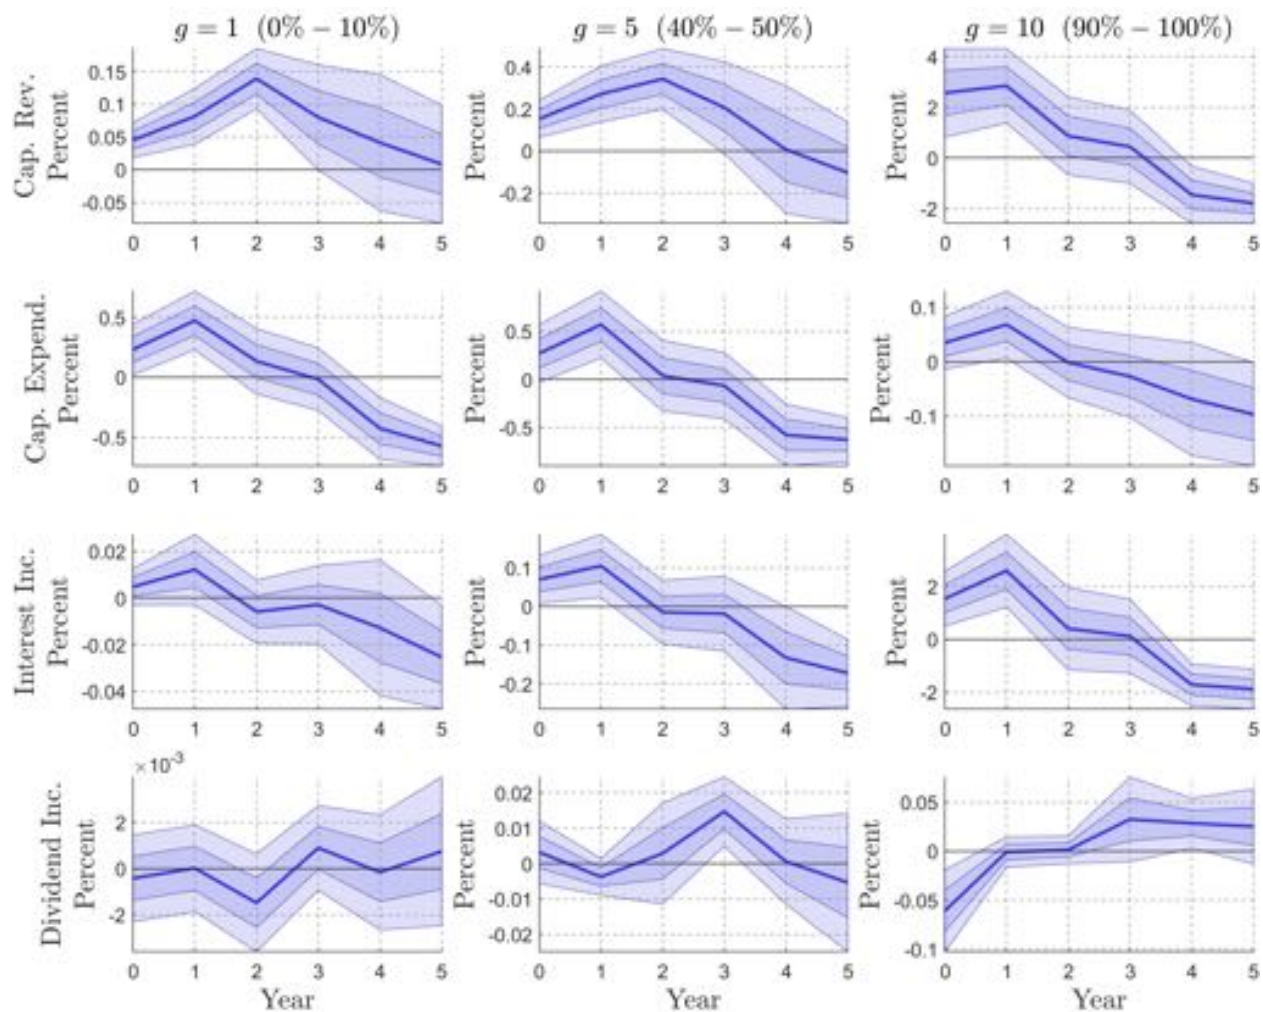 g = 1 (0% − 10%)
g = 5 (40% − 50%)
g = 10 (90% − 100%)
Cap. Rev.
Percent
0.15
0.1
0.05
0
-0.05
0 1 2 3 4 5
Percent
0.4
0.2
0
-0.2
0 1 2 3 4 5
Percent
4
2
0
-2
0 1 2 3 4 5
Cap. Expend.
Percent
0.5
0
-0.5
0 1 2 3 4 5
Percent
0.5
0
-0.5
0 1 2 3 4 5
Percent
0.1
0
-0.1
0 1 2 3 4 5
Interest Inc.
Percent
0.02
0
-0.02
-0.04
0 1 2 3 4 5
Percent
0.1
0
-0.1
-0.2
0 1 2 3 4 5
Percent
2
0
-2
0 1 2 3 4 5
Dividend Inc.
Percent
×10⁻³
2
0
-2
0 1 2 3 4 5
Year
Percent
0.02
0.01
0
-0.01
-0.02
0 1 2 3 4 5
Year
Percent
0.05
0
-0.05
-0.1
0 1 2 3 4 5
Year